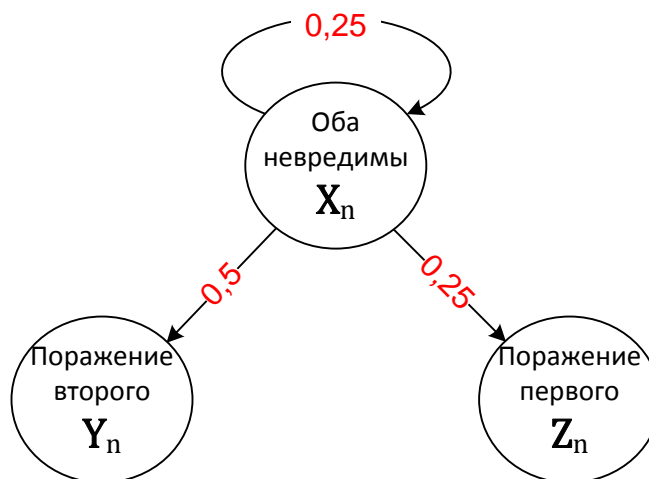 0,25
Оба
невредимы
Xn
0,5
0,25
Поражение
второго
Yn
Поражение
первого
Zn